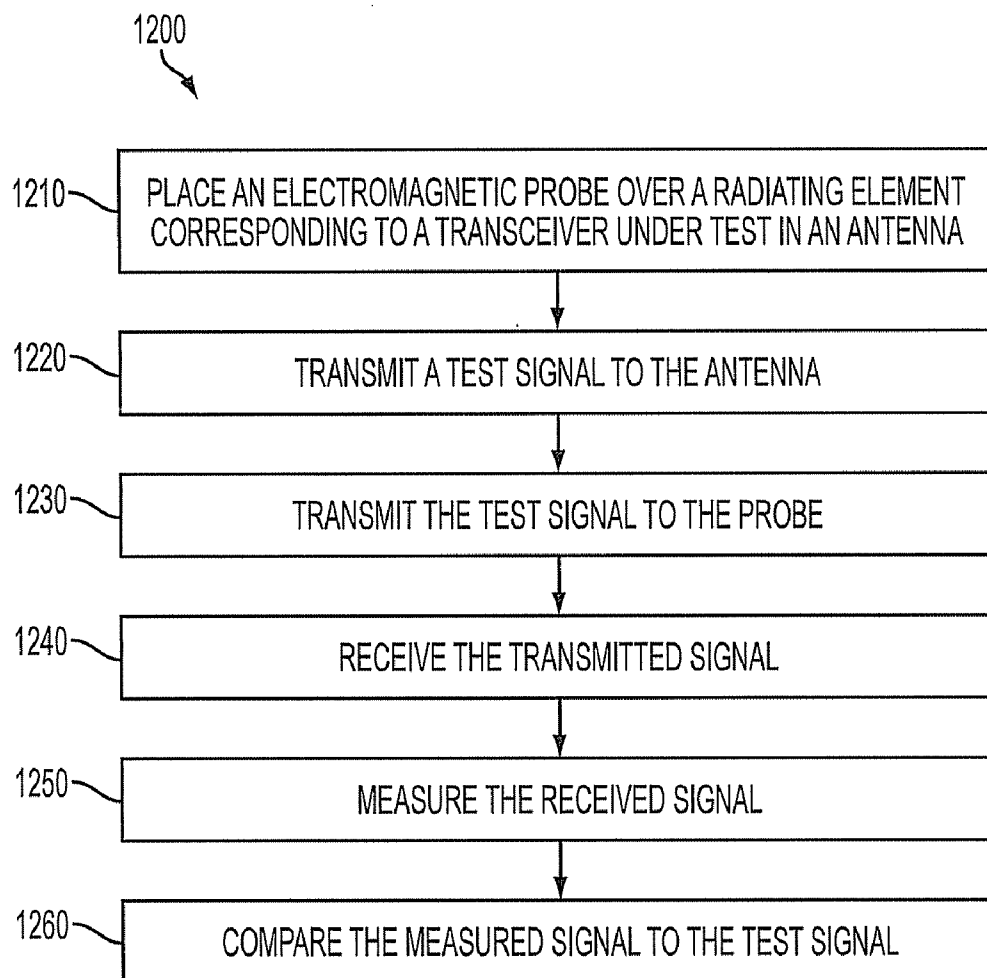 1200
1210
PLACE AN ELECTROMAGNETIC PROBE OVER A RADIATING ELEMENT
CORRESPONDING TO A TRANSCEIVER UNDER TEST IN AN ANTENNA
1220
TRANSMIT A TEST SIGNAL TO THE ANTENNA
1230
TRANSMIT THE TEST SIGNAL TO THE PROBE
1240
RECEIVE THE TRANSMITTED SIGNAL
1250
MEASURE THE RECEIVED SIGNAL
1260
COMPARE THE MEASURED SIGNAL TO THE TEST SIGNAL